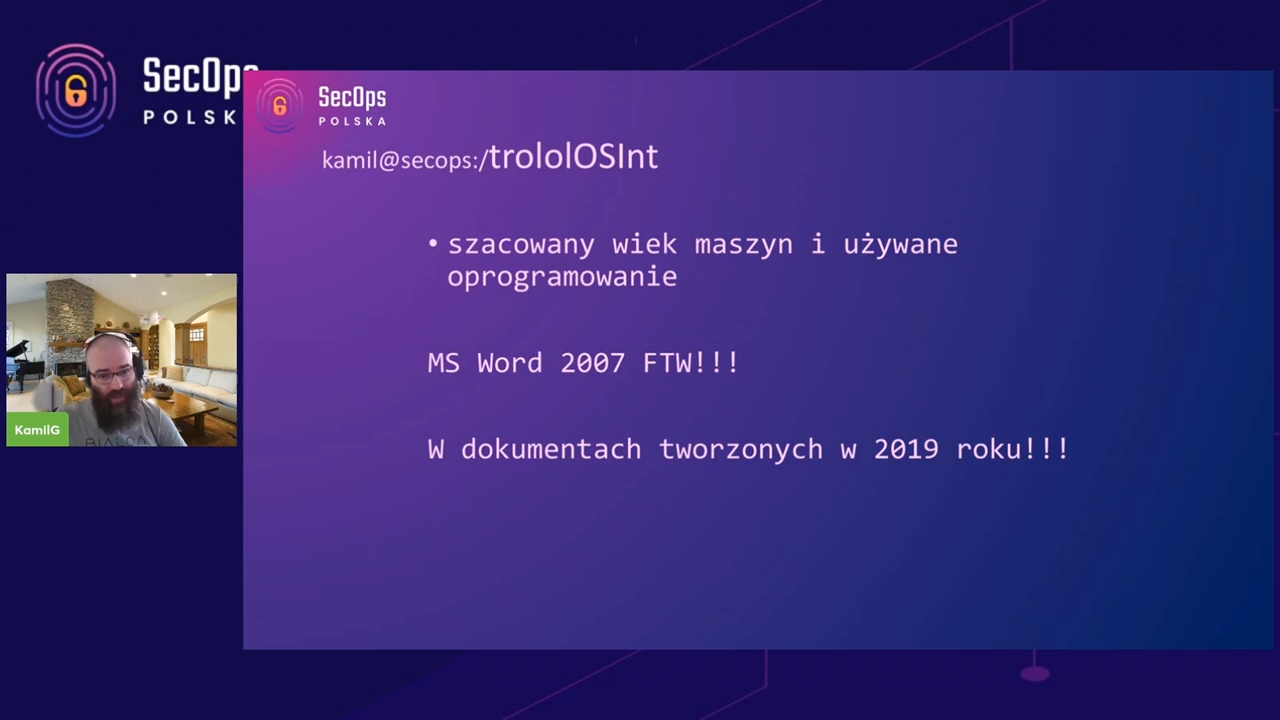 SecOps
POLSK
SecOps
POLSKA
kamil@secops:/trololOSInt
• szacowany wiek maszyn i używane
oprogramowanie
MS Word 2007 FTW!!!
W dokumentach tworzonych w 2019 roku!!!
KamilG